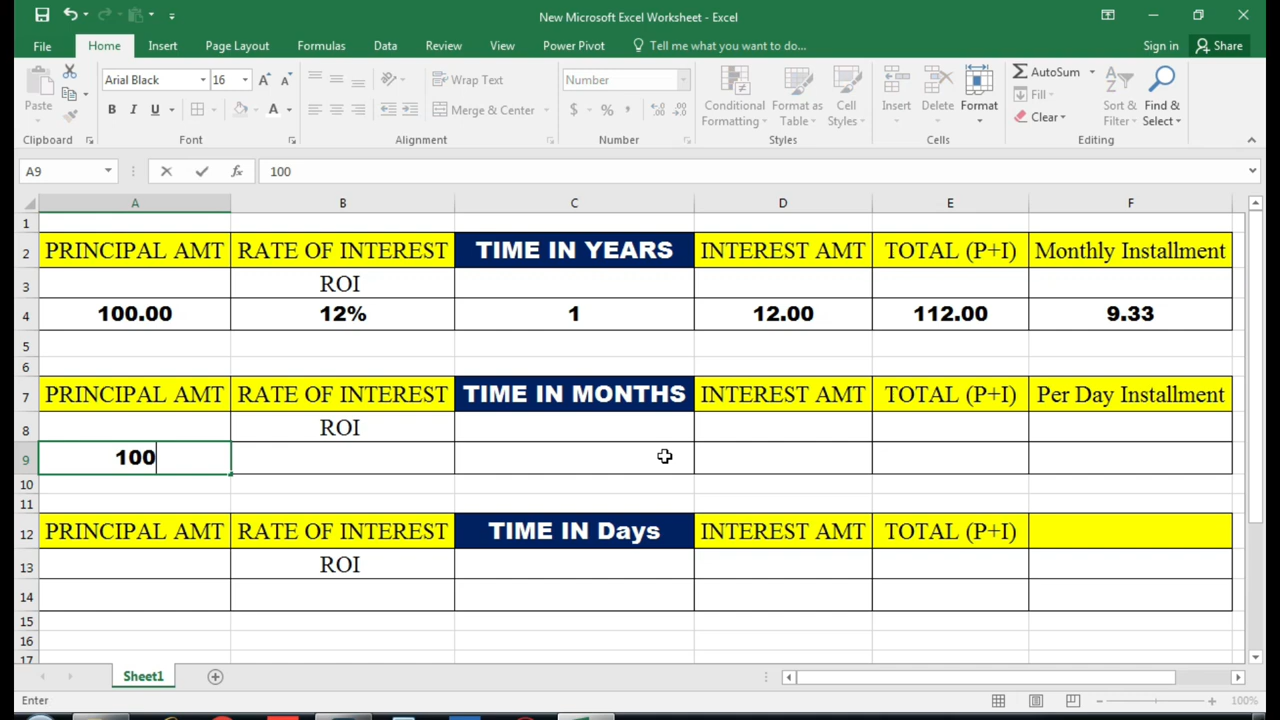 New Microsoft Excel Worksheet - Excel
File Home Insert Page Layout Formulas Data Review View Power Pivot Tell me what you want to do... Sign in Share
Paste
Arial Black 16
B I U A
Wrap Text
Merge & Center
Number
$ % ,
Conditional Formatting
Format as Table
Cell Styles
Insert
Delete
Format
AutoSum
Fill
Clear
Sort & Filter
Find & Select
Clipboard Font Alignment Number Styles Cells Editing
A9 fx 100
A B C D E F
1
2 PRINCIPAL AMT RATE OF INTEREST TIME IN YEARS INTEREST AMT TOTAL (P+I) Monthly Installment
3 ROI
4 100.00 12% 1 12.00 112.00 9.33
5
6
7 PRINCIPAL AMT RATE OF INTEREST TIME IN MONTHS INTEREST AMT TOTAL (P+I) Per Day Installment
8 ROI
9 100
10
11
12 PRINCIPAL AMT RATE OF INTEREST TIME IN Days INTEREST AMT TOTAL (P+I)
13 ROI
14
15
16
17
Sheet1
Enter 100%